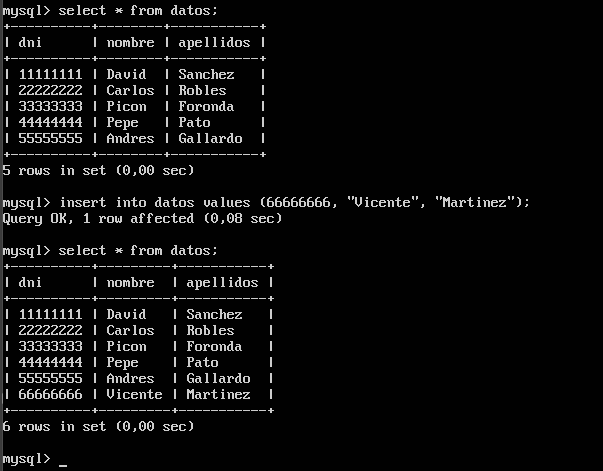 mysql> select * from datos;
+----------+--------+-----------+
| dni      | nombre | apellidos |
+----------+--------+-----------+
| 11111111 | David  | Sanchez   |
| 22222222 | Carlos | Robles    |
| 33333333 | Picon  | Foronda   |
| 44444444 | Pepe   | Pato      |
| 55555555 | Andres | Gallardo  |
+----------+--------+-----------+
5 rows in set (0,00 sec)

mysql> insert into datos values (66666666, "Vicente", "Martinez");
Query OK, 1 row affected (0,08 sec)

mysql> select * from datos;
+----------+---------+-----------+
| dni      | nombre  | apellidos |
+----------+---------+-----------+
| 11111111 | David   | Sanchez   |
| 22222222 | Carlos  | Robles    |
| 33333333 | Picon   | Foronda   |
| 44444444 | Pepe    | Pato      |
| 55555555 | Andres  | Gallardo  |
| 66666666 | Vicente | Martinez  |
+----------+---------+-----------+
6 rows in set (0,00 sec)

mysql> _